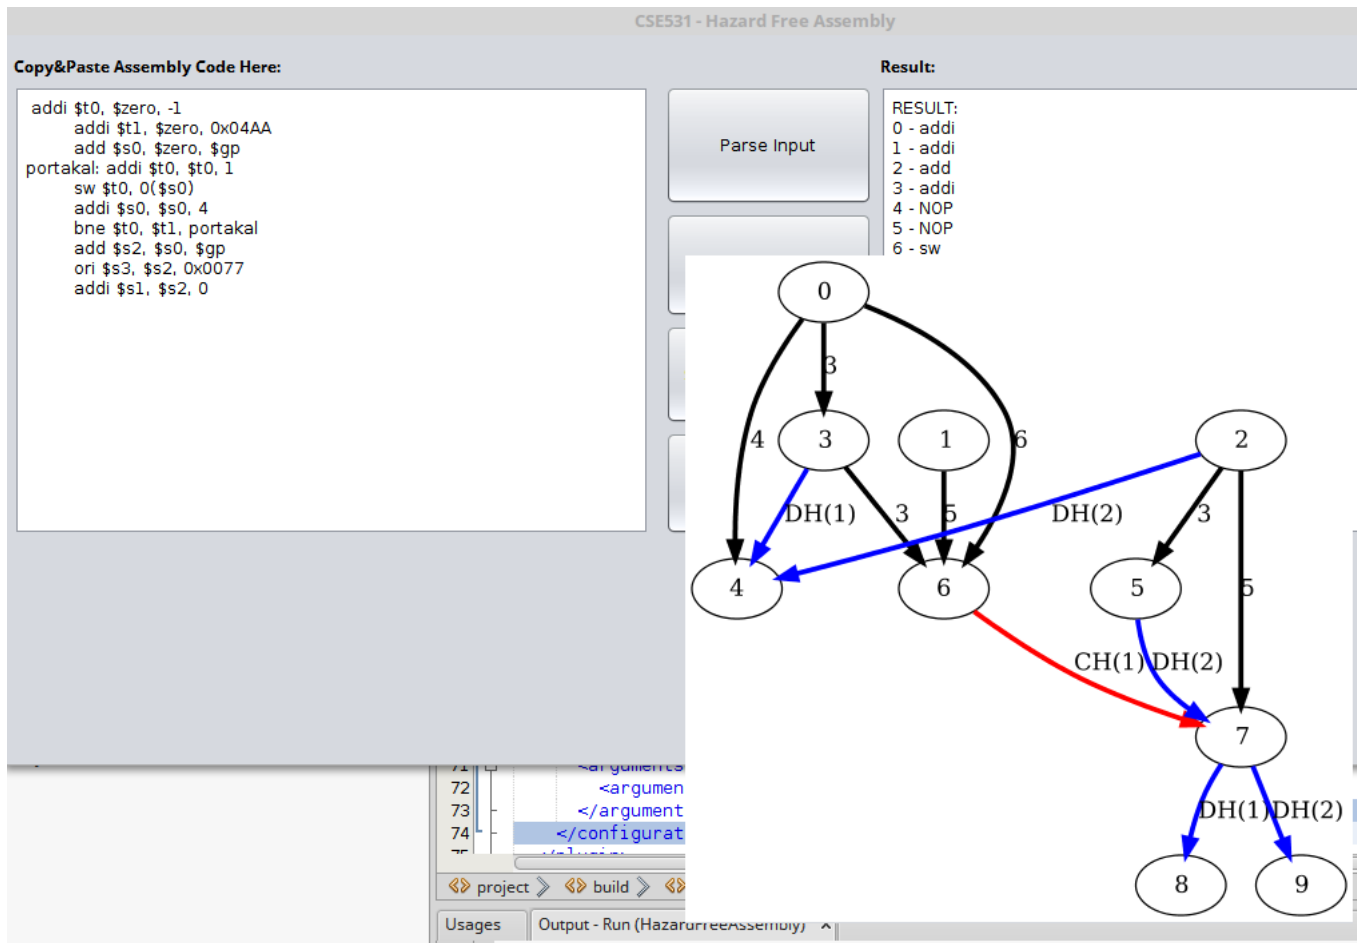 CSE531 - Hazard Free Assembly
Copy&Paste Assembly Code Here:
addi $t0, $zero, -1
addi $t1, $zero, 0x04AA
add $s0, $zero, $gp
portakal: addi $t0, $t0, 1
sw $t0, 0($s0)
addi $s0, $s0, 4
bne $t0, $t1, portakal
add $s2, $s0, $gp
ori $s3, $s2, 0x0077
addi $s1, $s2, 0
Parse Input
Result:
RESULT:
0 - addi
1 - addi
2 - add
3 - addi
4 - NOP
5 - NOP
6 - sw
0
3
4
3
1
6
2
DH(1)
3
5
DH(2)
3
4
6
5
5
CH(1)
DH(2)
7
DH(1)
DH(2)
8
9
71
72
<argumen
73
</argument
74
</configurat
project
build
Usages
Output - Run (HazardFreeAssembly)